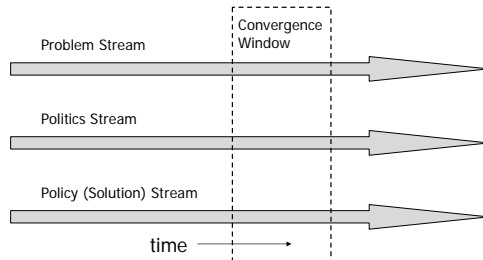 Convergence
Window
Problem Stream
Politics Stream
Policy (Solution) Stream
time